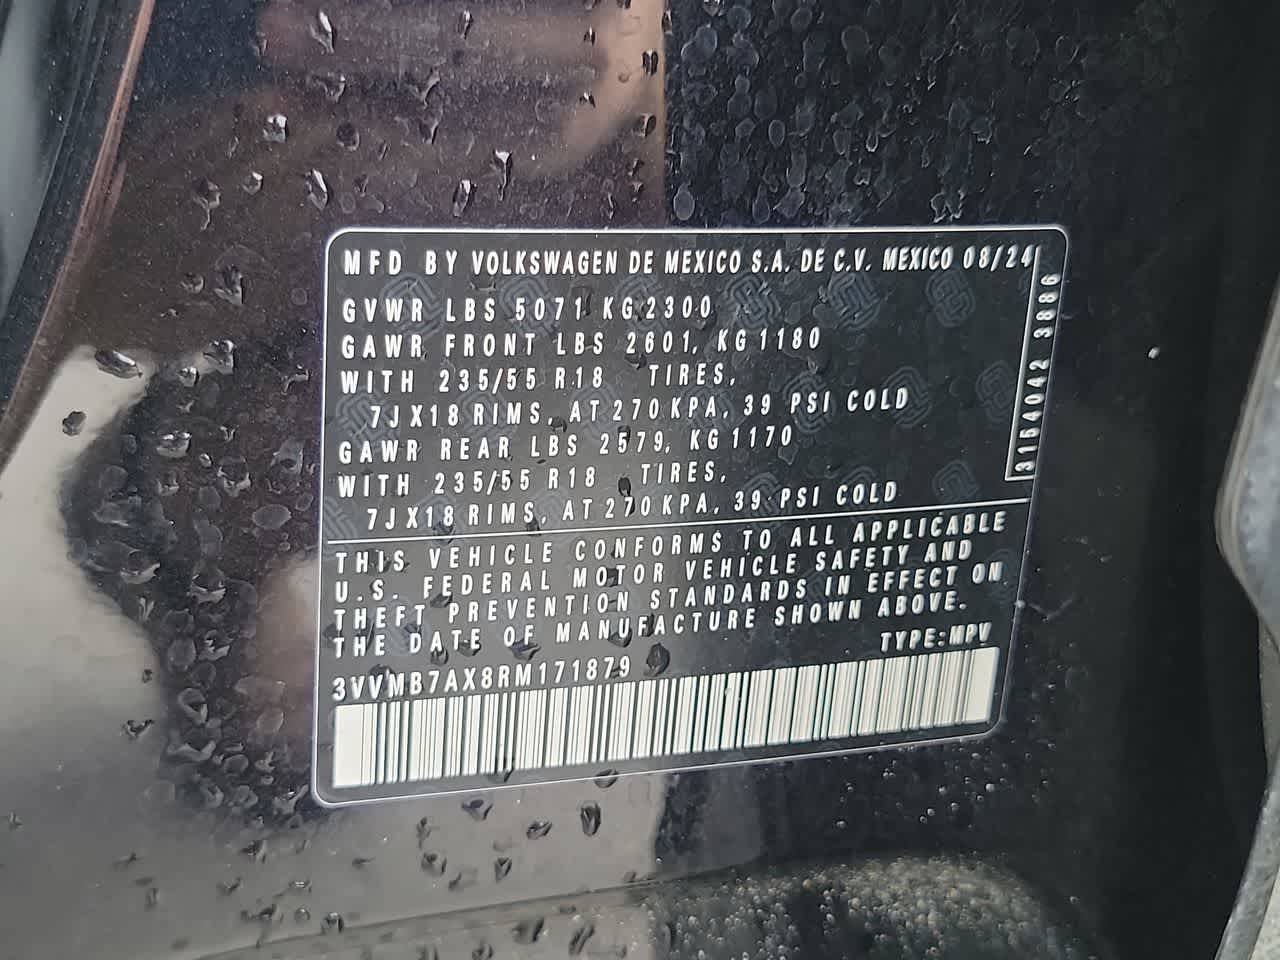 MFD BY VOLKSWAGEN DE MEXICO S.A. DE C.V. MEXICO 08/24
GVWR LBS 5071 KG 2300
GAWR FRONT LBS 2601, KG 1180
WITH 235/55 R18 TIRES,
7JX18 RIMS, AT 270 KPA, 39 PSI COLD
GAWR REAR LBS 2579, KG 1170
WITH 235/55 R18 TIRES,
7JX18 RIMS, AT 270 KPA, 39 PSI COLD
3154042 3886
THIS VEHICLE CONFORMS TO ALL APPLICABLE
U.S. FEDERAL MOTOR VEHICLE SAFETY AND
THEFT PREVENTION STANDARDS IN EFFECT ON
THE DATE OF MANUFACTURE SHOWN ABOVE.
TYPE:MPV
3VVMB7AX8RM171879